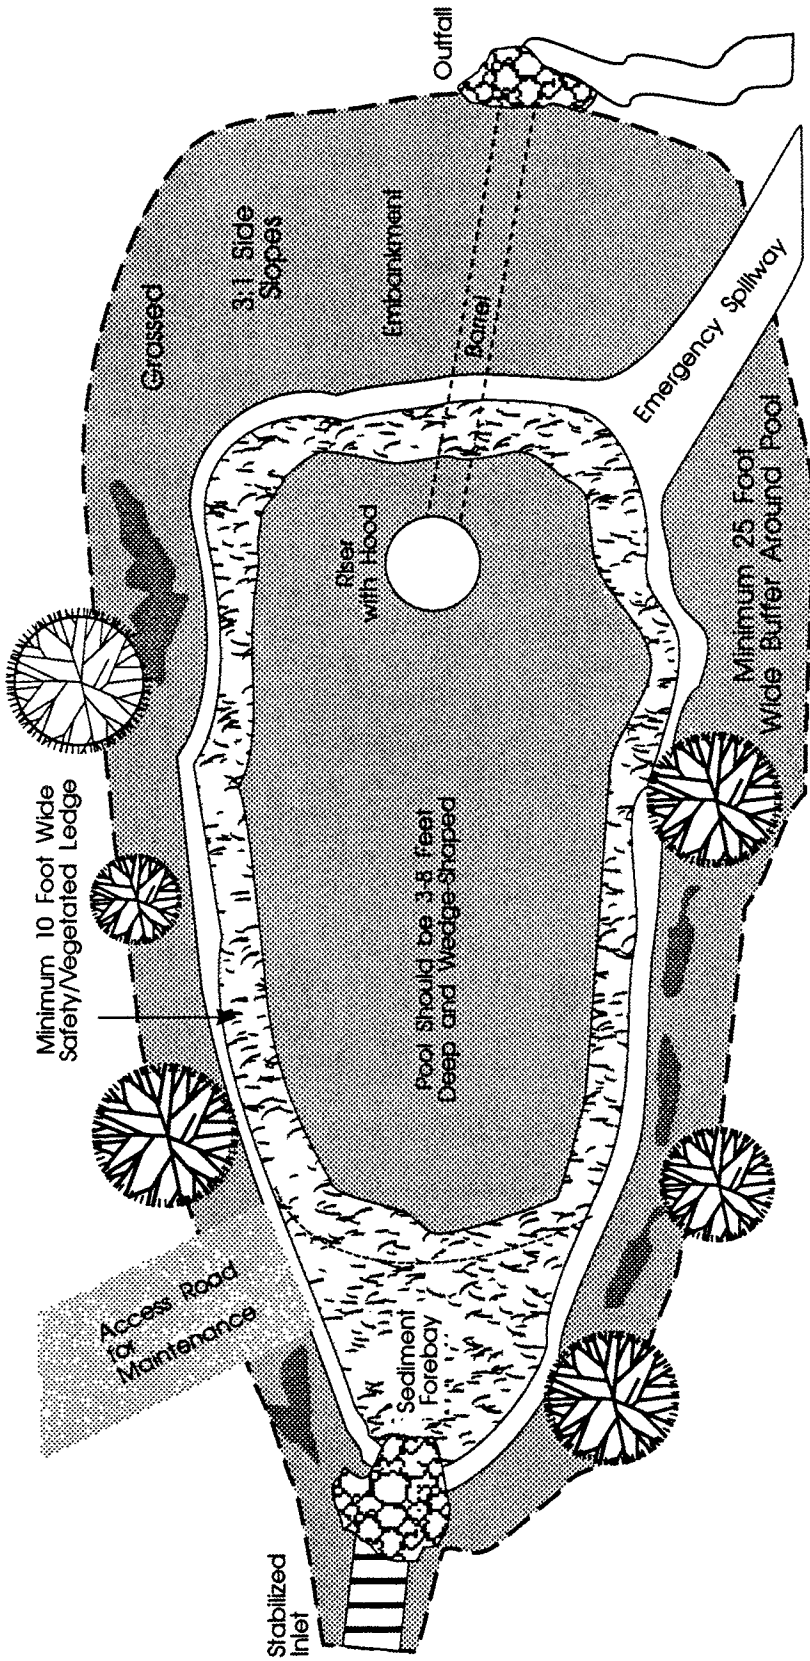 Stabilized
Inlet
Access Road
for
Maintenance
Sediment
Forebay
Minimum 10 Foot Wide
Safety/Vegetated Ledge
Pool Should be 3-8 Feet
Deep and Wedge-Shaped
Riser
with Hood
Grassed
3:1 Side
Slopes
Embankment
Barrel
Outfall
Emergency Spillway
Minimum 25 Foot
Wide Buffer Around Pool